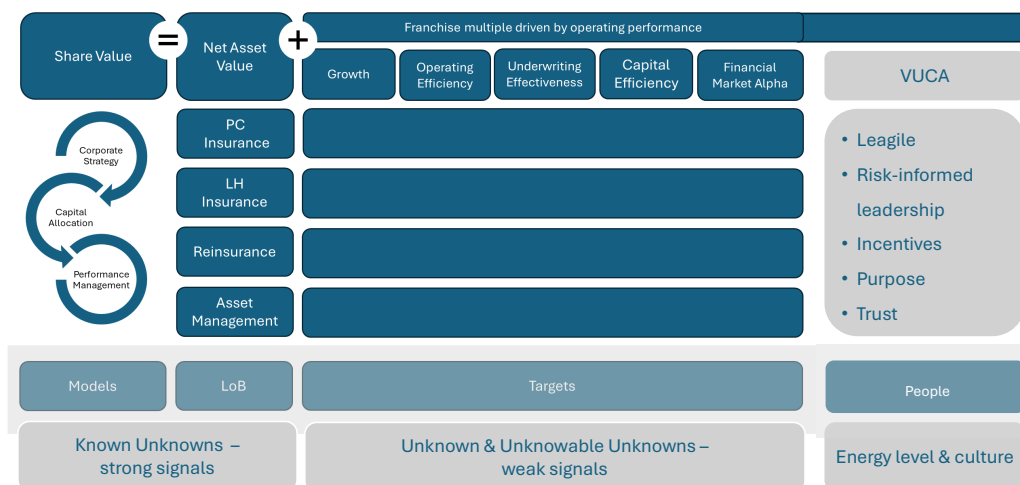 Share Value
=
Net Asset
Value
+
Franchise multiple driven by operating performance
Growth
Operating
Efficiency
Underwriting
Effectiveness
Capital
Efficiency
Financial
Market Alpha
VUCA
Corporate
Strategy
Capital
Allocation
Performance
Management
PC
Insurance
LH
Insurance
Reinsurance
Asset
Management
• Leagile
• Risk-informed
leadership
• Incentives
• Purpose
• Trust
Models
LoB
Targets
People
Known Unknowns –
strong signals
Unknown & Unknowable Unknowns –
weak signals
Energy level & culture